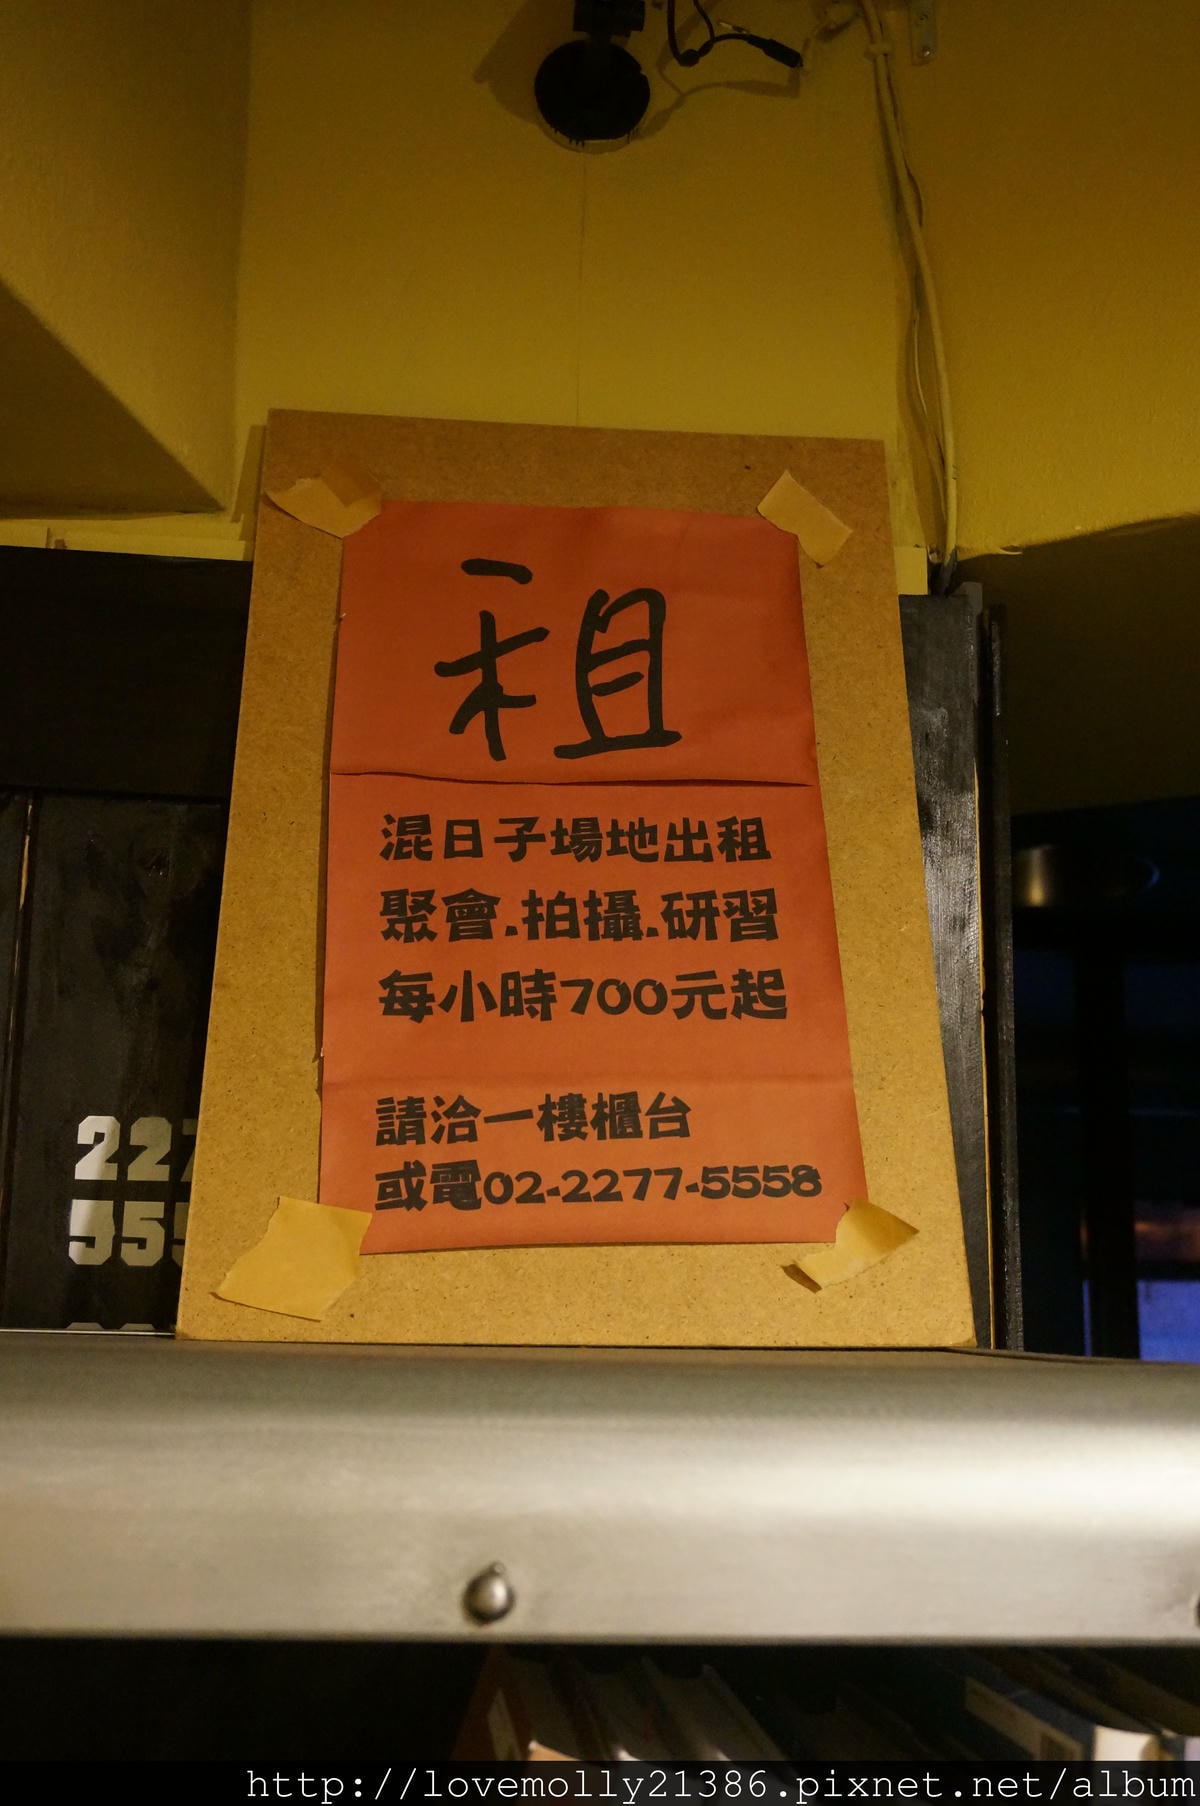 租
混日子場地出租
聚會.拍攝.研習
每小時700元起
請洽一樓櫃台
或電02-2277-5558
227
555
http://lovemolly21386.pixnet.net/album